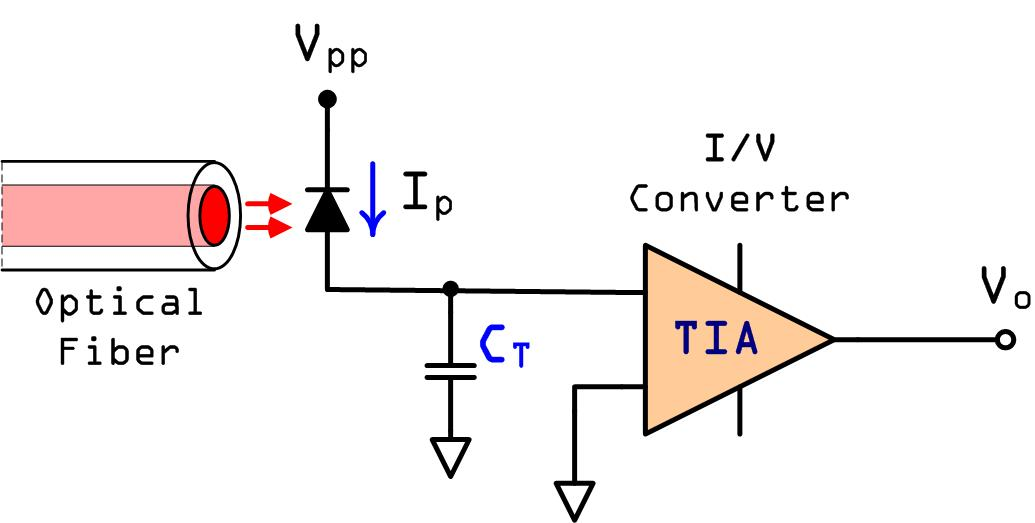 Vpp
Ip
I/V
Converter
Optical
Fiber
CT
TIA
Vo